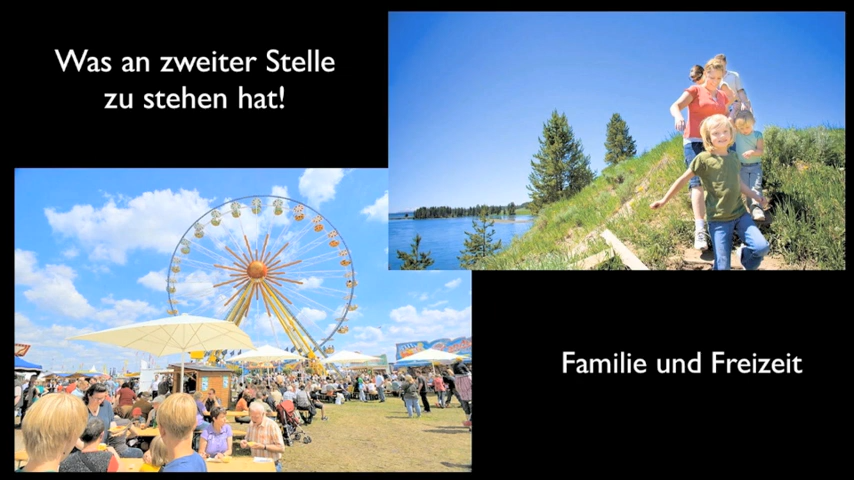 Was an zweiter Stelle
zu stehen hat!
Familie und Freizeit